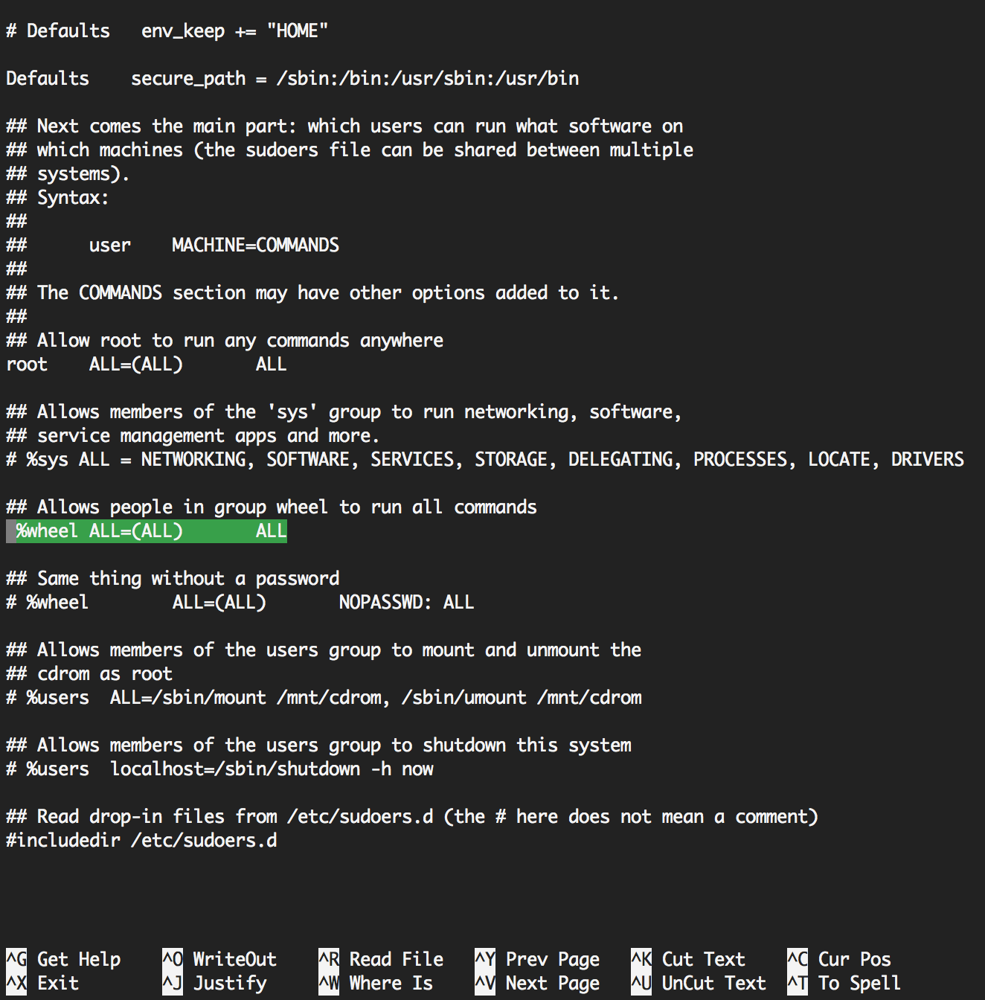 # Defaults   env_keep += "HOME"
Defaults    secure_path = /sbin:/bin:/usr/sbin:/usr/bin
## Next comes the main part: which users can run what software on
## which machines (the sudoers file can be shared between multiple
## systems).
## Syntax:
##
##      user    MACHINE=COMMANDS
##
## The COMMANDS section may have other options added to it.
##
## Allow root to run any commands anywhere
root    ALL=(ALL)       ALL
## Allows members of the 'sys' group to run networking, software,
## service management apps and more.
# %sys ALL = NETWORKING, SOFTWARE, SERVICES, STORAGE, DELEGATING, PROCESSES, LOCATE, DRIVERS
## Allows people in group wheel to run all commands
 %wheel ALL=(ALL)       ALL
## Same thing without a password
# %wheel        ALL=(ALL)       NOPASSWD: ALL
## Allows members of the users group to mount and unmount the
## cdrom as root
# %users  ALL=/sbin/mount /mnt/cdrom, /sbin/umount /mnt/cdrom
## Allows members of the users group to shutdown this system
# %users  localhost=/sbin/shutdown -h now
## Read drop-in files from /etc/sudoers.d (the # here does not mean a comment)
#includedir /etc/sudoers.d
^G Get Help    ^O WriteOut    ^R Read File   ^Y Prev Page   ^K Cut Text    ^C Cur Pos
^X Exit        ^J Justify     ^W Where Is    ^V Next Page   ^U UnCut Text  ^T To Spell